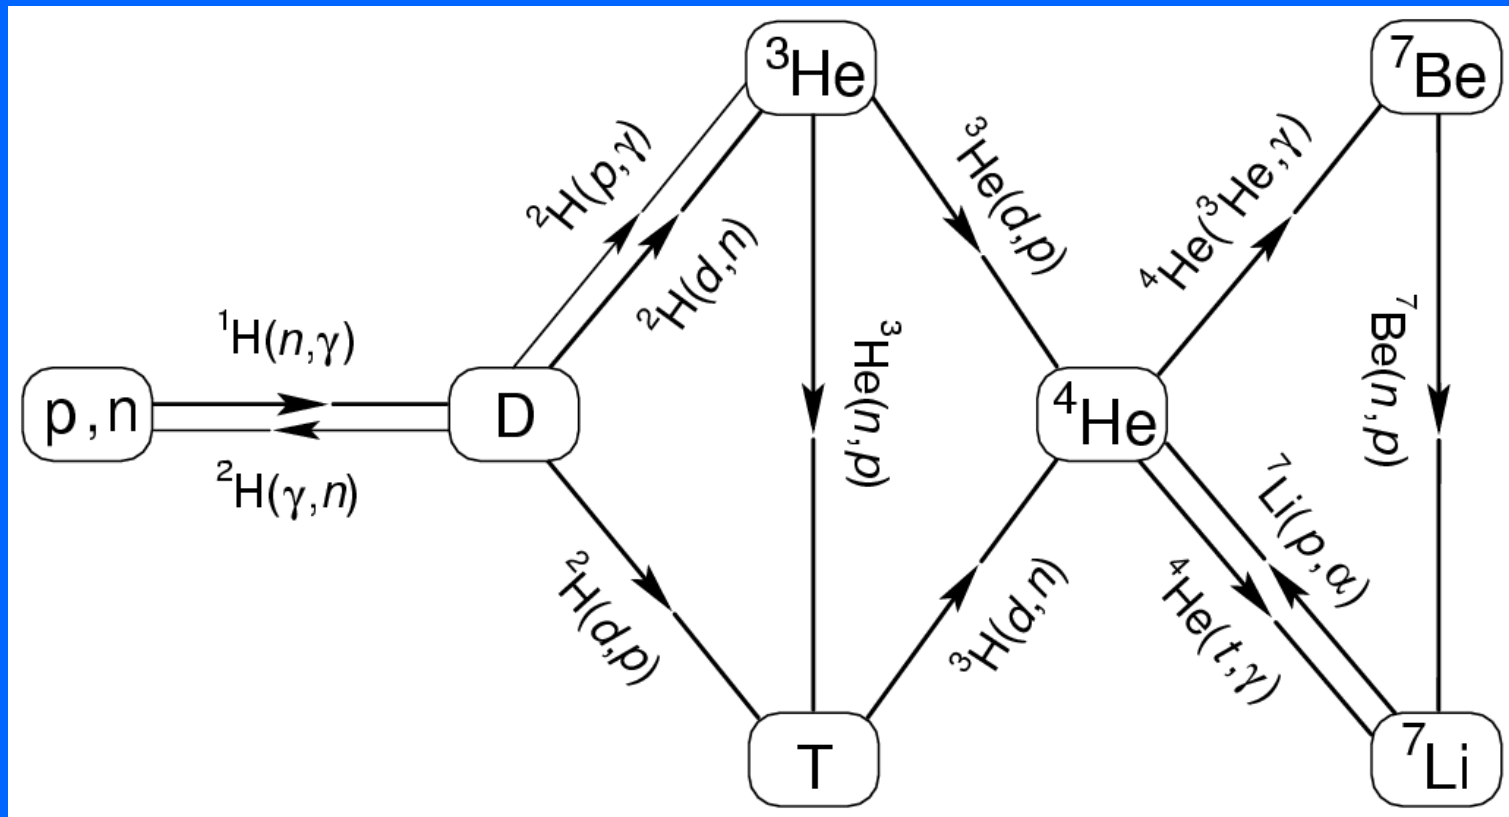 ³He
⁷Be
²H(p,γ)
²H(d,n)
³He(d,p)
⁴He(³He,γ)
¹H(n,γ)
p,n
D
²H(γ,n)
³He(n,p)
⁴He
⁷Be(n,p)
²H(d,p)
³H(d,n)
⁷Li(p,α)
⁴He(t,γ)
T
⁷Li